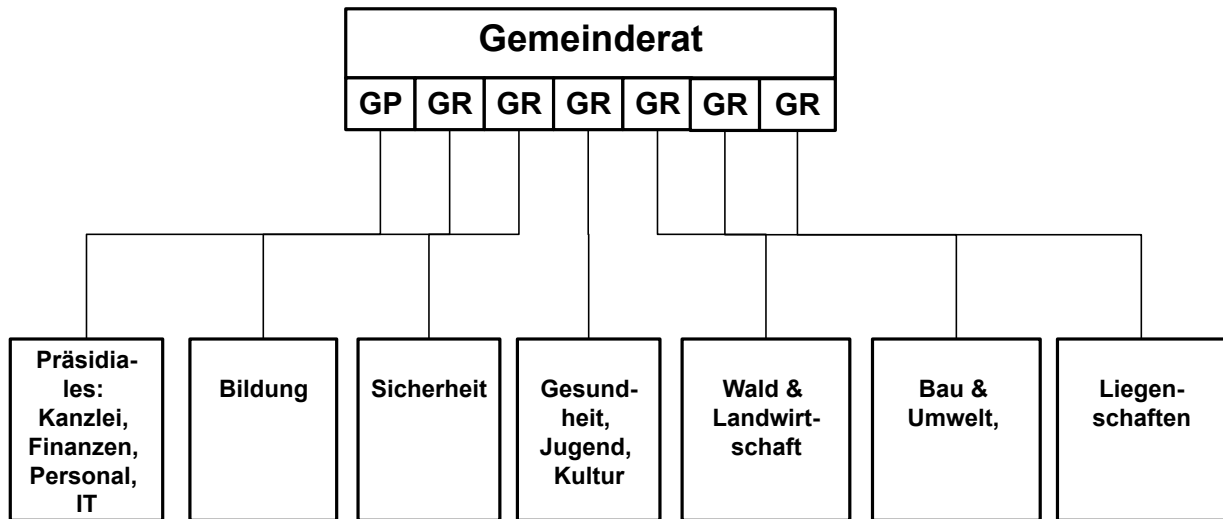 Gemeinderat
GP GR GR GR GR GR GR
Präsidia-
les:
Kanzlei,
Finanzen,
Personal,
IT
Bildung
Sicherheit
Gesund-
heit,
Jugend,
Kultur
Wald &
Landwirt-
schaft
Bau &
Umwelt,
Liegen-
schaften